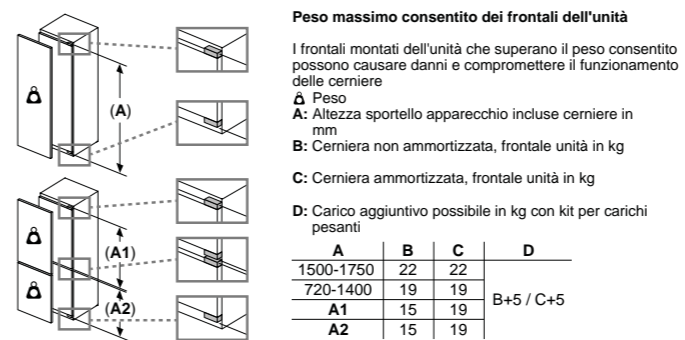 Peso massimo consentito dei frontali dell'unità
I frontali montati dell'unità che superano il peso consentito
possono causare danni e compromettere il funzionamento
delle cerniere
Peso
A: Altezza sportello apparecchio incluse cerniere in
mm
B: Cerniera non ammortizzata, frontale unità in kg
C: Cerniera ammortizzata, frontale unità in kg
D: Carico aggiuntivo possibile in kg con kit per carichi
pesanti
A B C D
1500-1750 22 22
720-1400 19 19
B+5 / C+5
A1 15 19
A2 15 19
(A)
(A1)
(A2)